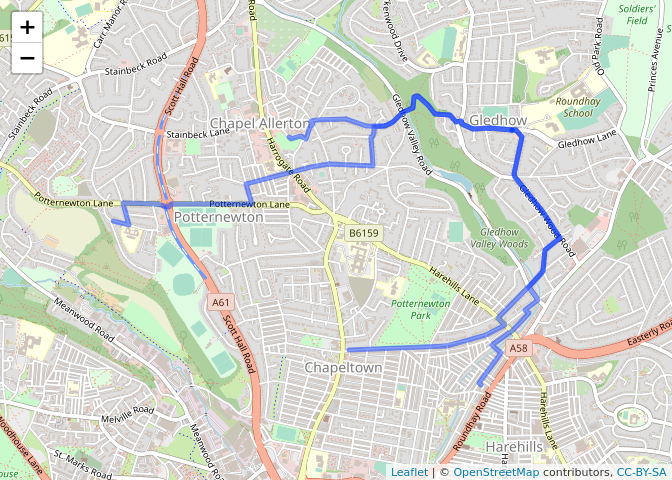 +
−
Carr Manor R
kenwood Drive
Soldiers'
Field
Princes Avenue
Old Park Road
Stainbeck Road
Scott Hall Road
Stainbeck Road
Stainbeck Lane
Chapel Allerton
Gledhow
Roundhay
School
Gledhow Lane
Gledhow Valley Road
Harrogate Road
Potternewton Lane
Potternewton Lane
Potternewton
Gledhow Wood Road
B6159
Gledhow
Valley Woods
Harehills Lane
A61
Potternewton
Park
Meanwood Road
Scott Hall Road
Easterly Roa
A58
Chapeltown
Roundhay Road
Harehills Lane
Melville Road
Meanwood Road
Woodhouse Lane
St. Marks Road
Harehills
Leaflet | © OpenStreetMap contributors, CC-BY-SA